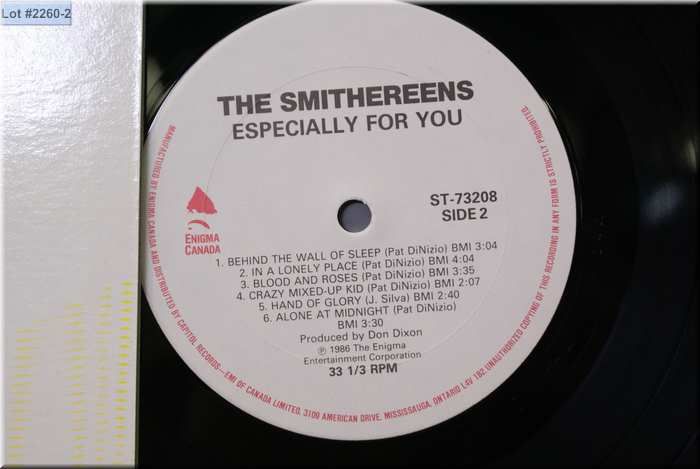 Lot #2260-2
THE SMITHEREENS
ESPECIALLY FOR YOU
ST-73208
SIDE 2
ENIGMA
CANADA
1. BEHIND THE WALL OF SLEEP (Pat DiNizio) BMI 3:04
2. IN A LONELY PLACE (Pat DiNizio) BMI 4:04
3. BLOOD AND ROSES (Pat DiNizio) BMI 3:35
4. CRAZY MIXED-UP KID (Pat DiNizio) BMI 2:07
5. HAND OF GLORY (J. Silva) BMI 2:40
6. ALONE AT MIDNIGHT (Pat DiNizio)
BMI 3:30
Produced by Don Dixon
℗ 1986 The Enigma
Entertainment Corporation
33 1/3 RPM
MANUFACTURED BY ENIGMA CANADA AND DISTRIBUTED BY CAPITOL RECORDS—EMI OF CANADA LIMITED, 3109 AMERICAN DRIVE, MISSISSAUGA, ONTARIO L4V 1B2. UNAUTHORIZED COPYING OF THIS RECORDING IN ANY FORM IS STRICTLY PROHIBITED.